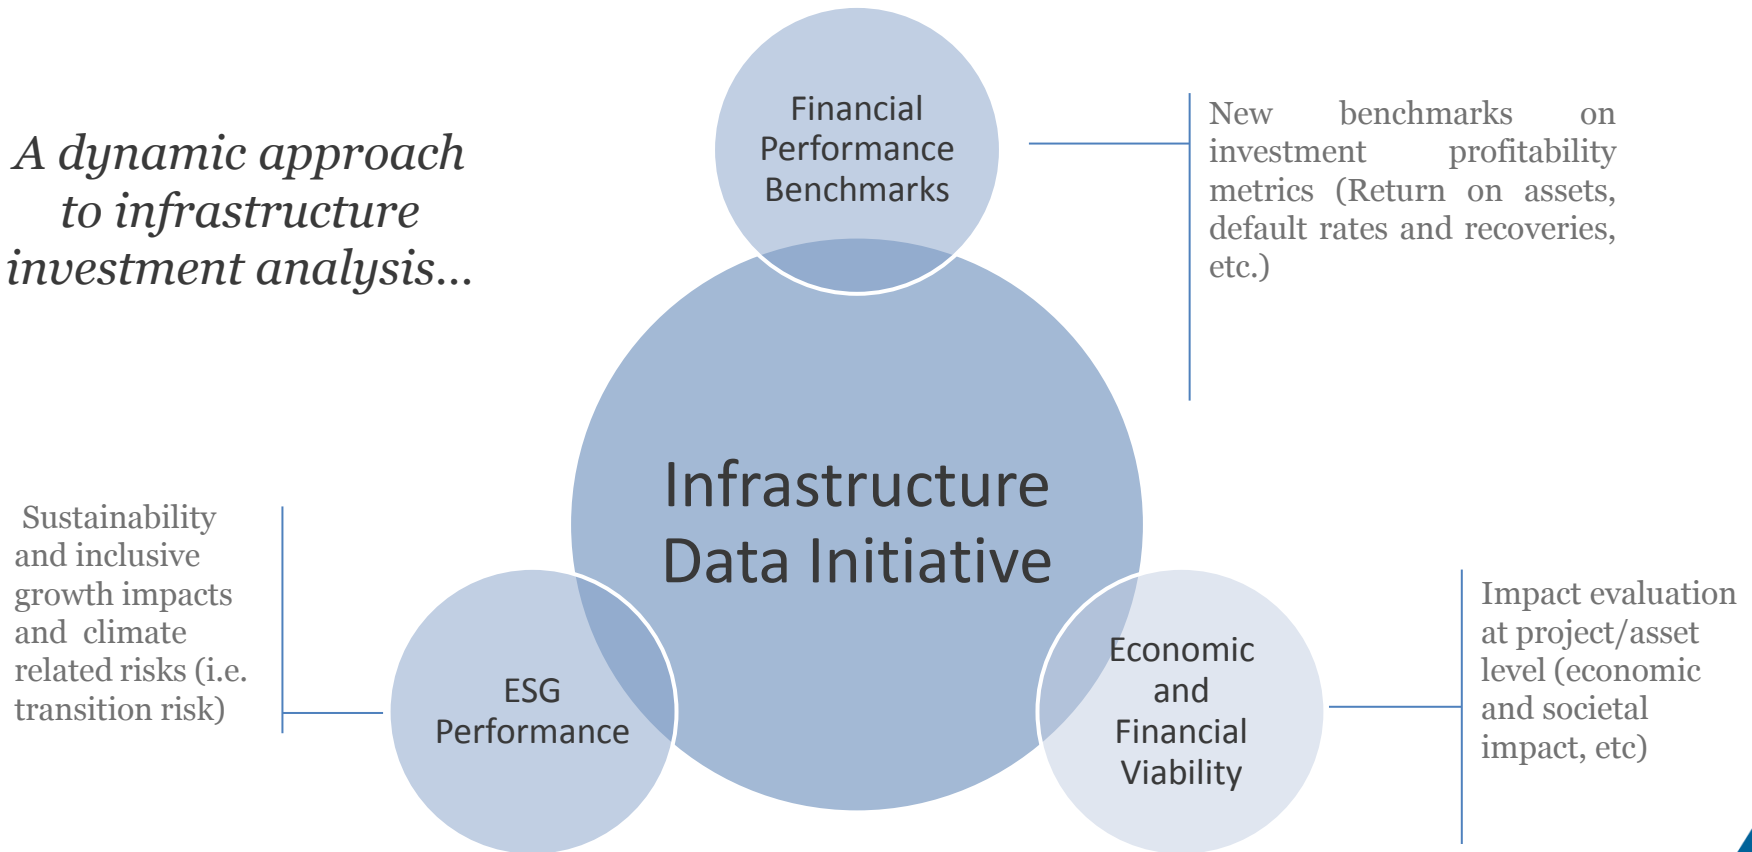 A dynamic approach
to infrastructure
investment analysis...
Financial
Performance
Benchmarks
New benchmarks on
investment profitability
metrics (Return on assets,
default rates and recoveries,
etc.)
Infrastructure
Data Initiative
Sustainability
and inclusive
growth impacts
and climate
related risks (i.e.
transition risk)
ESG
Performance
Economic
and
Financial
Viability
Impact evaluation
at project/asset
level (economic
and societal
impact, etc)